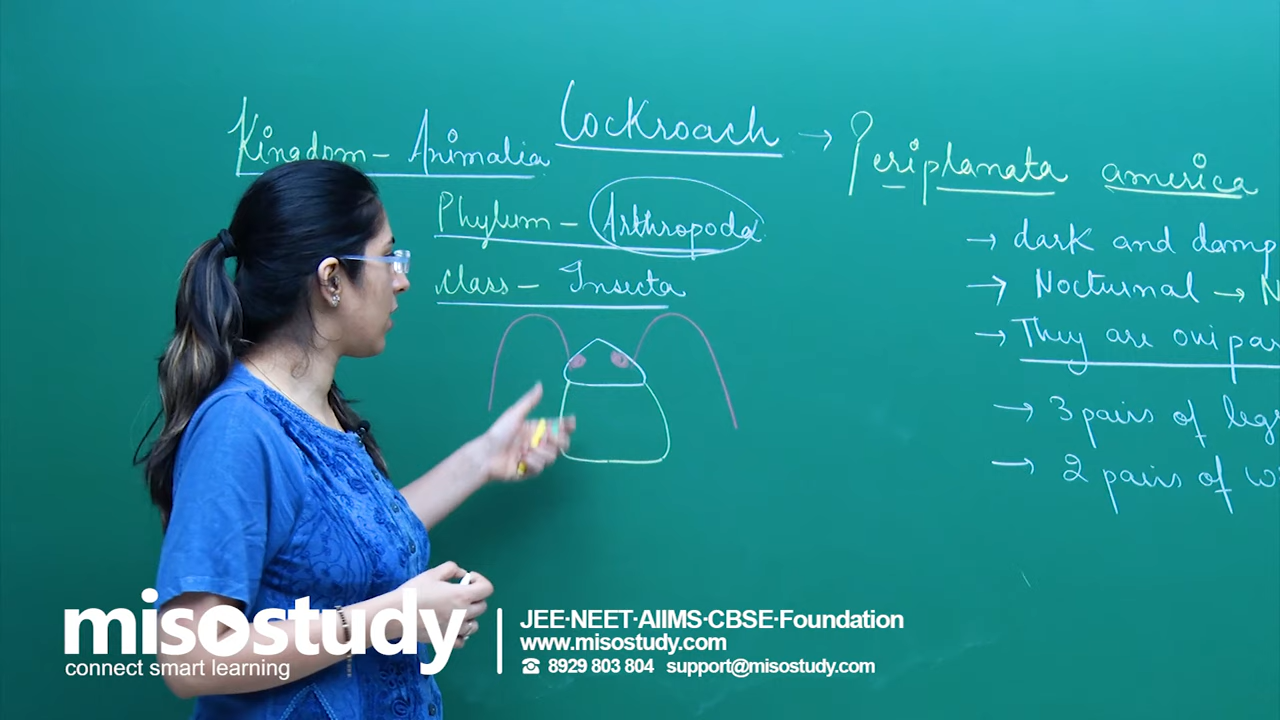 Cockroach → Periplanata america
Kingdom - Animalia
Phylum - Arthropoda
Class - Insecta
→ dark and damp
→ Nocturnal → N
→ They are ovipar
→ 3 pairs of legs
→ 2 pairs of w
misostudy
connect smart learning
JEE·NEET·AIIMS·CBSE·Foundation
www.misostudy.com
☎ 8929 803 804 support@misostudy.com